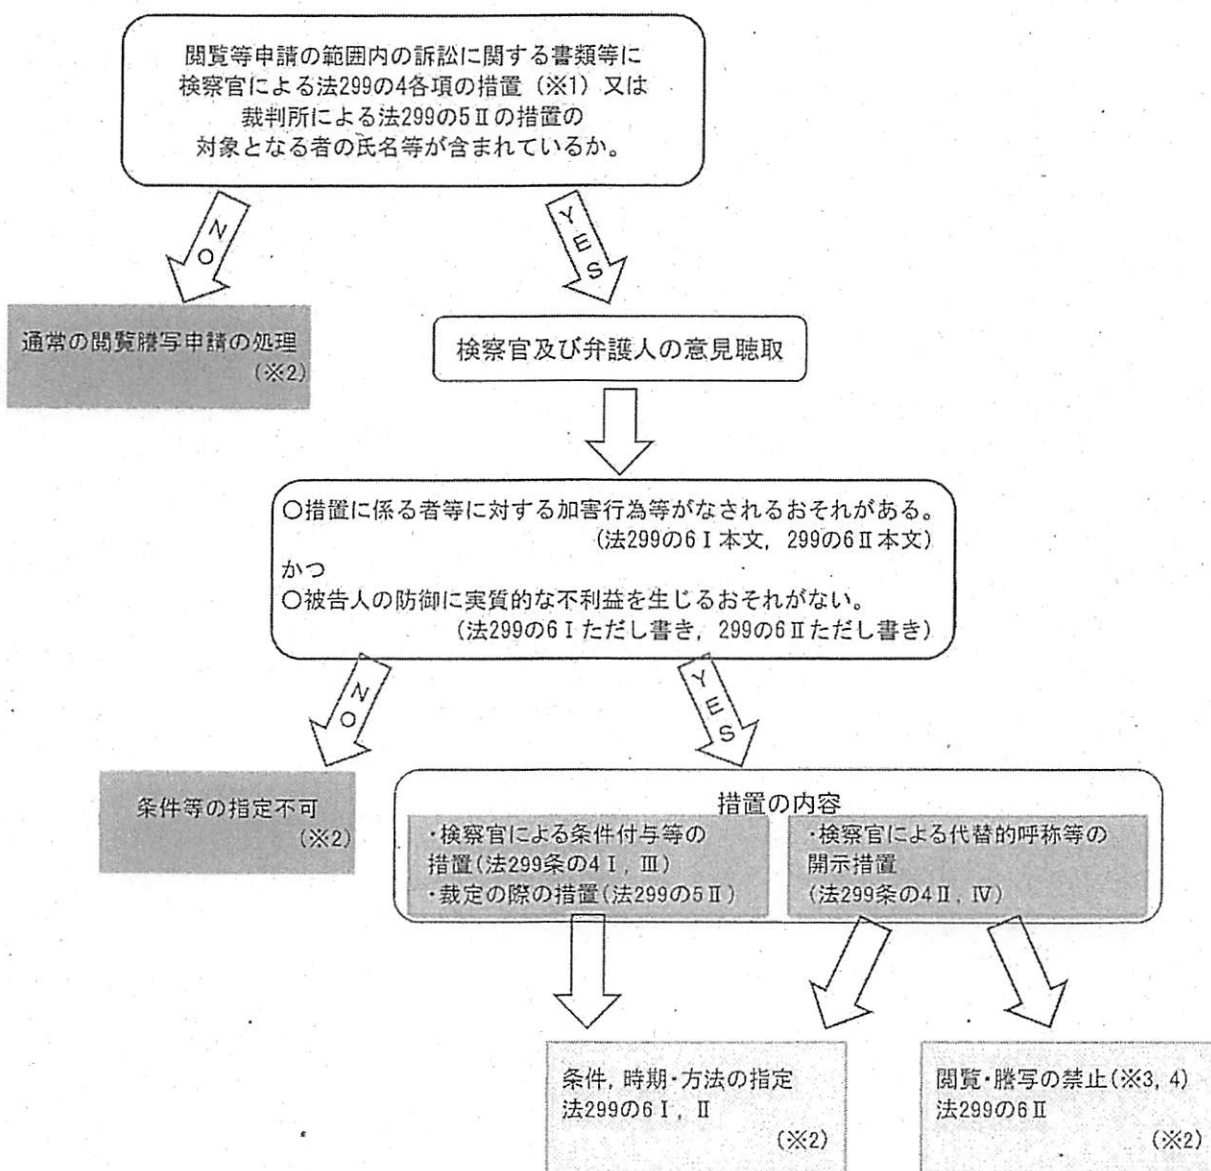 閲覧等申請の範囲内の訴訟に関する書類等に
検察官による法299の4各項の措置（※1）又は
裁判所による法299の5Ⅱの措置の
対象となる者の氏名等が含まれているか。
NO
YES
通常の閲覧謄写申請の処理
(※2)
検察官及び弁護人の意見聴取
○措置に係る者等に対する加害行為等がなされるおそれがある。
(法299の6Ⅰ本文，299の6Ⅱ本文)
かつ
○被告人の防御に実質的な不利益を生じるおそれがない。
(法299の6Ⅰただし書き，299の6Ⅱただし書き)
NO
YES
条件等の指定不可
(※2)
措置の内容
・検察官による条件付与等の
措置(法299条の4Ⅰ，Ⅲ)
・裁定の際の措置(法299の5Ⅱ)
・検察官による代替的呼称等の
開示措置
(法299条の4Ⅱ，Ⅳ)
条件，時期・方法の指定
法299の6Ⅰ，Ⅱ
(※2)
閲覧・謄写の禁止(※3, 4)
法299の6Ⅱ
(※2)